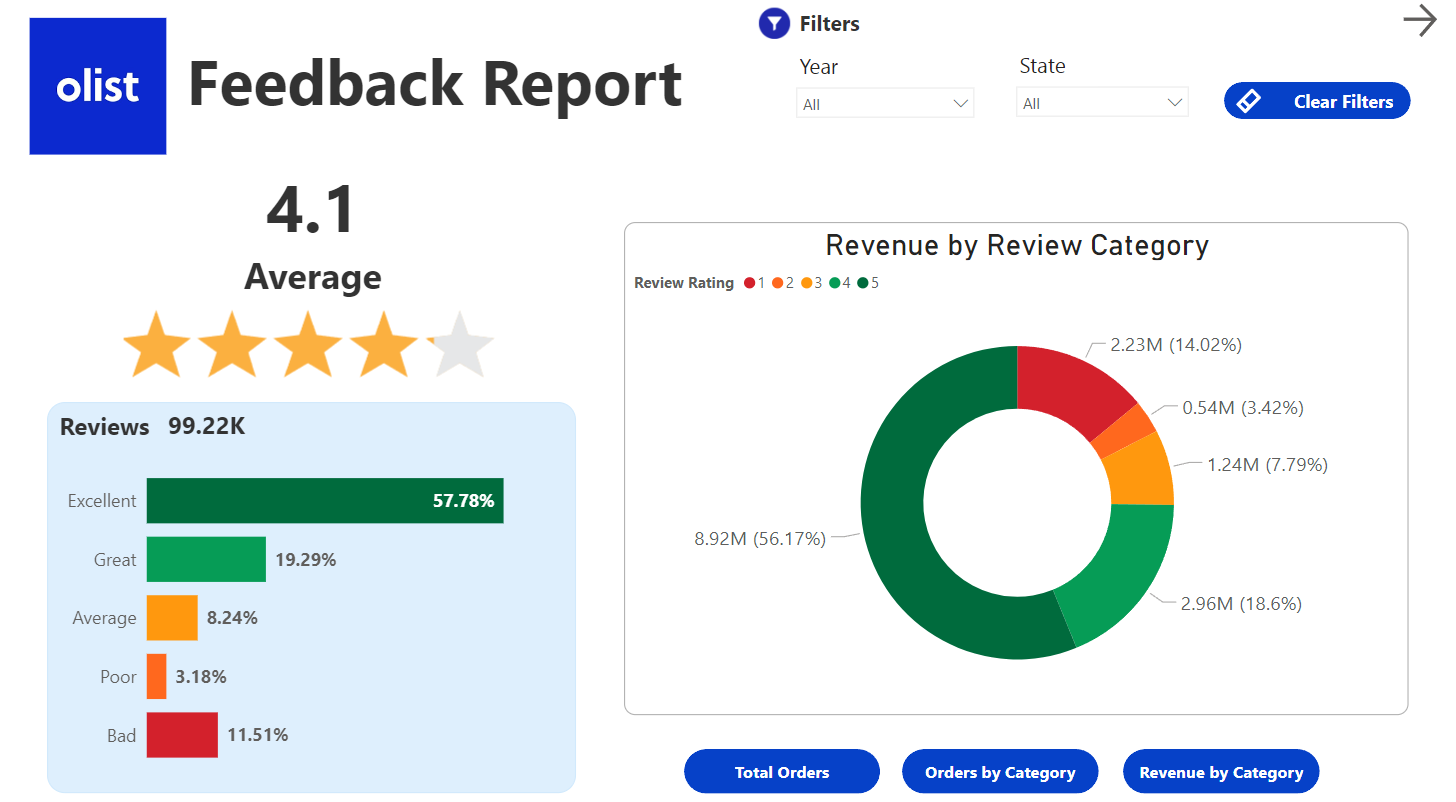 olist
Feedback Report
Filters
Year
All
State
All
Clear Filters
4.1
Average
Reviews 99.22K
Excellent 57.78%
Great 19.29%
Average 8.24%
Poor 3.18%
Bad 11.51%
Revenue by Review Category
Review Rating 1 2 3 4 5
2.23M (14.02%)
0.54M (3.42%)
1.24M (7.79%)
8.92M (56.17%)
2.96M (18.6%)
Total Orders
Orders by Category
Revenue by Category